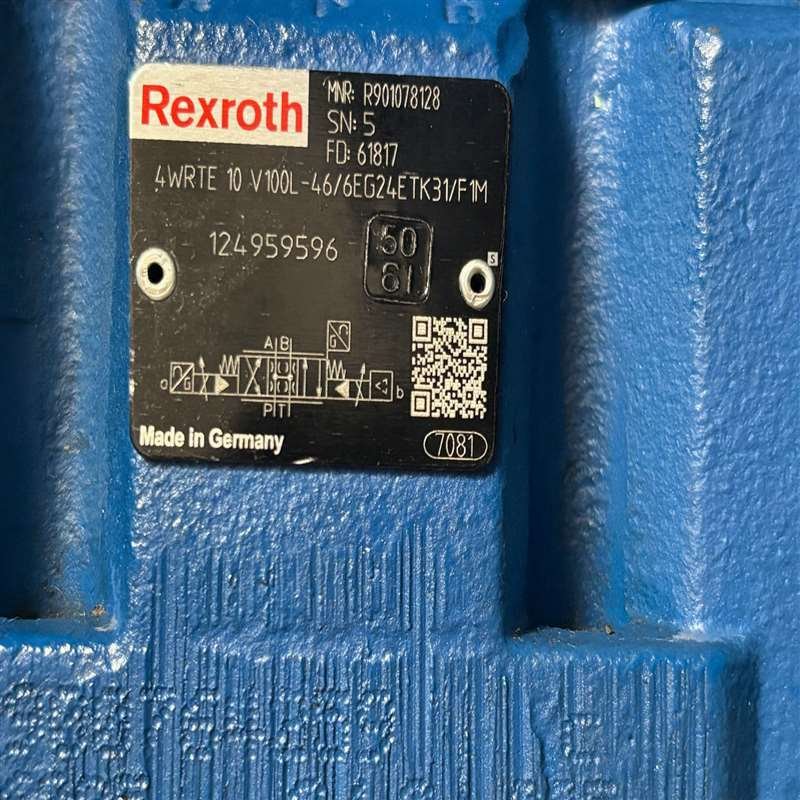 Rexroth
MNR: R901078128
SN: 5
FD: 61817
4WRTE 10 V100L-46/6EG24ETK31/F1M
124959596
50
61
S
A B
G
a
G
b
P T
Made in Germany
7081